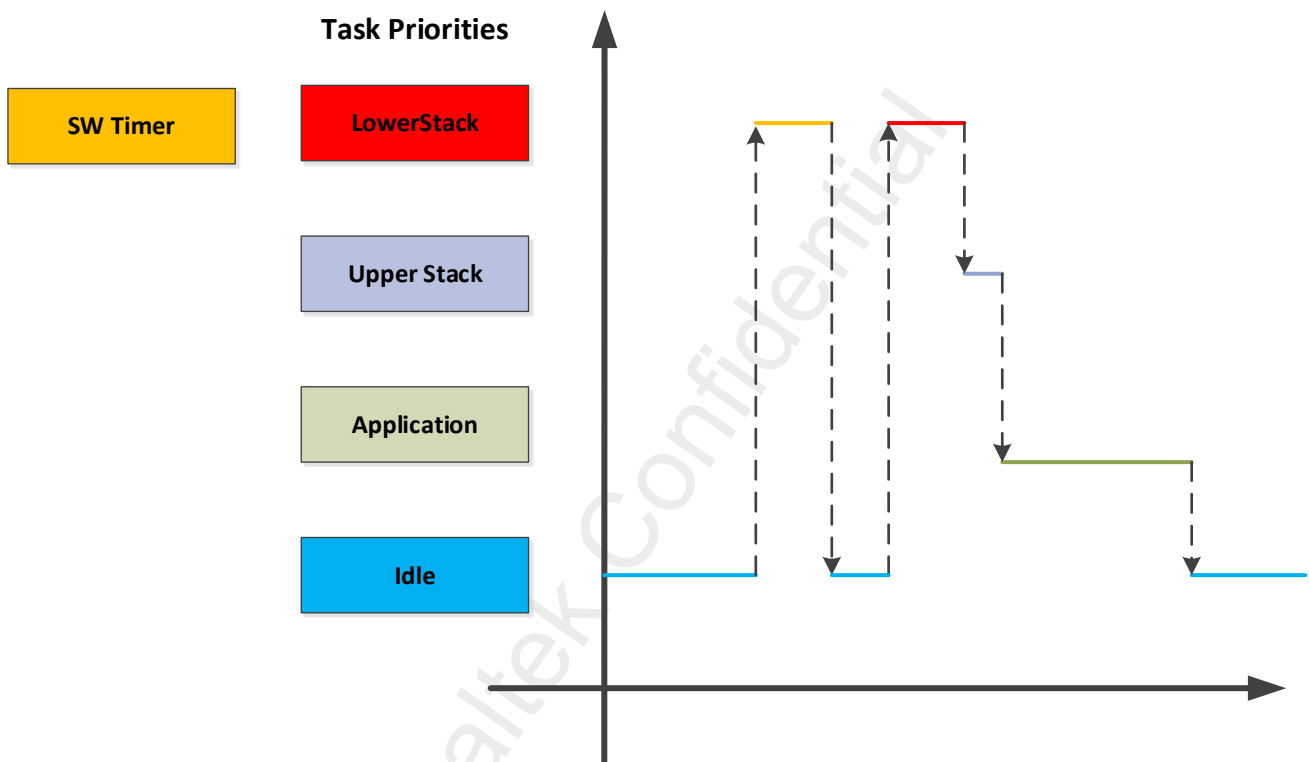 Task Priorities
SW Timer
LowerStack
Upper Stack
Application
Idle
altek Confidential